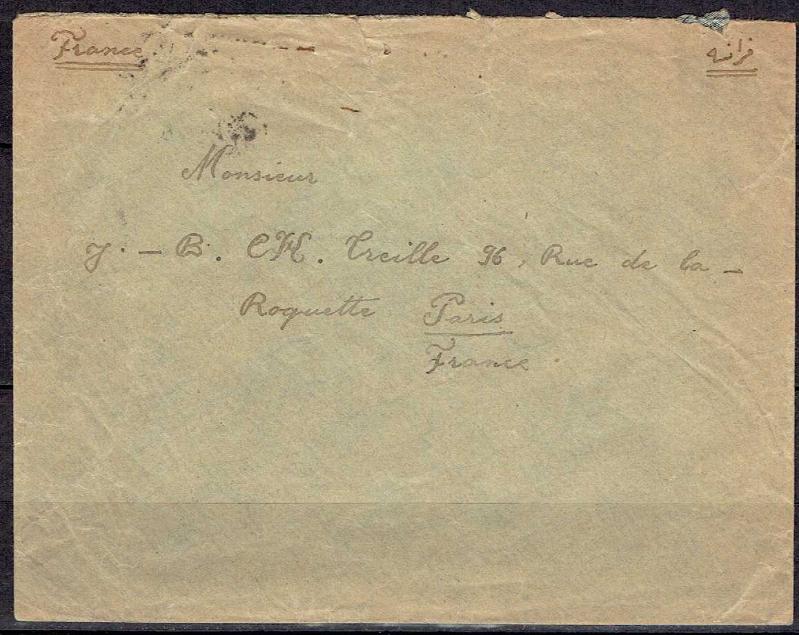 France
فرانسه
Monsieur
J. - B. CH. Treille 96, Rue de la -
Roquette Paris
France